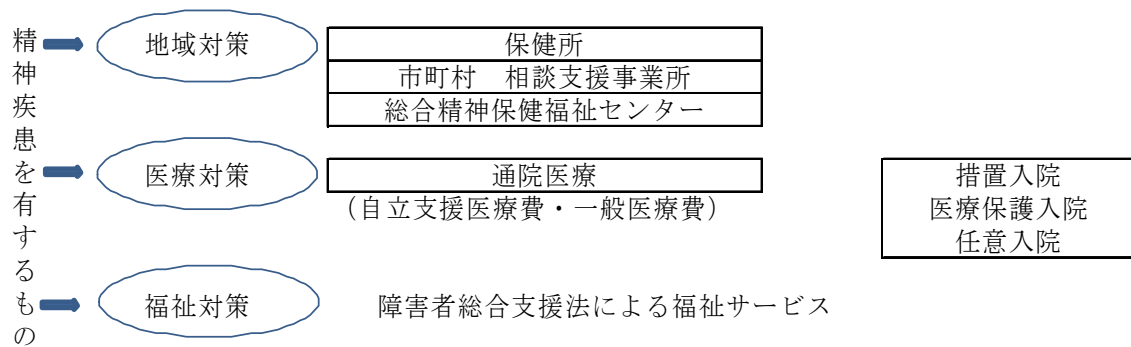 精神疾患を有するもの
地域対策
保健所
市町村　相談支援事業所
総合精神保健福祉センター
医療対策
通院医療
（自立支援医療費・一般医療費）
措置入院
医療保護入院
任意入院
福祉対策
障害者総合支援法による福祉サービス